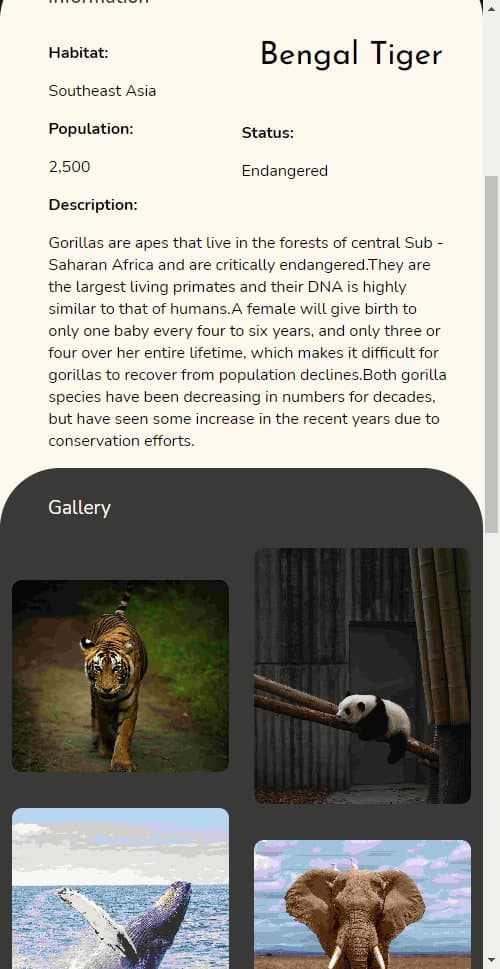 Information
Habitat:
Bengal Tiger
Southeast Asia
Population:
Status:
2,500
Endangered
Description:
Gorillas are apes that live in the forests of central Sub -
Saharan Africa and are critically endangered.They are
the largest living primates and their DNA is highly
similar to that of humans.A female will give birth to
only one baby every four to six years, and only three or
four over her entire lifetime, which makes it difficult for
gorillas to recover from population declines.Both gorilla
species have been decreasing in numbers for decades,
but have seen some increase in the recent years due to
conservation efforts.
Gallery